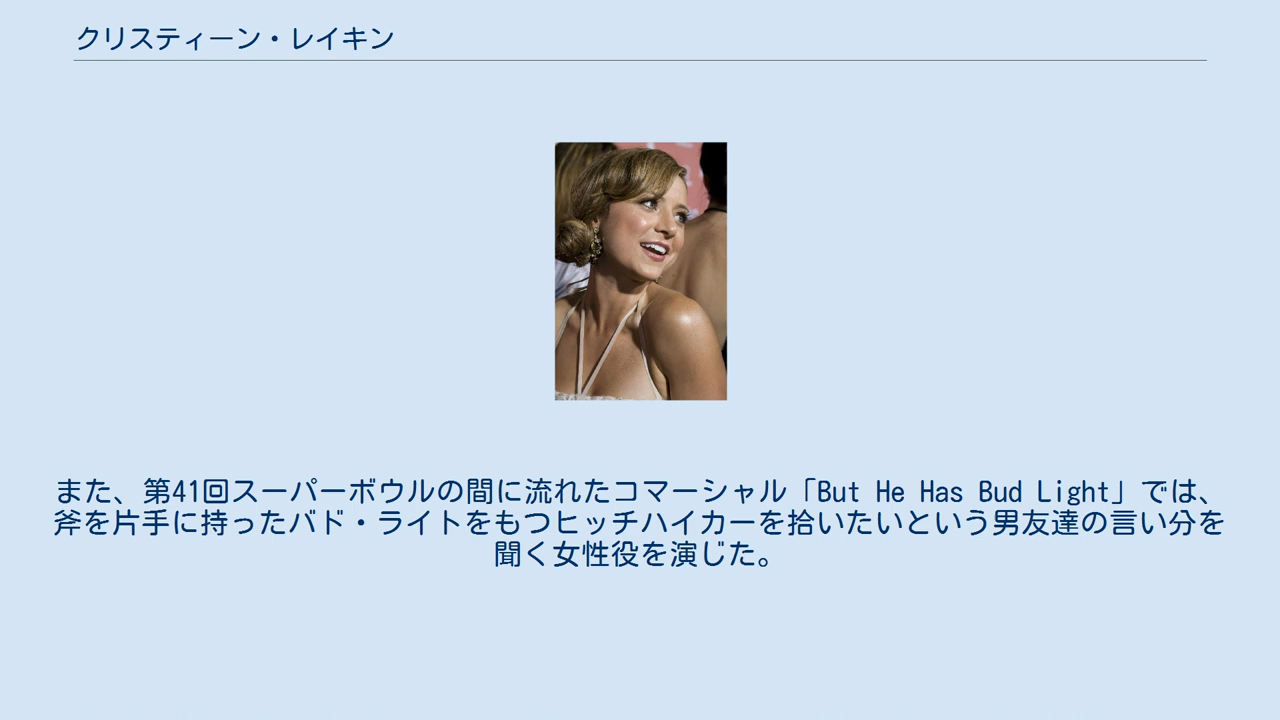 クリスティーン・レイキン
また、第41回スーパーボウルの間に流れたコマーシャル「But He Has Bud Light」では、
斧を片手に持ったバド・ライトをもつヒッチハイカーを拾いたいという男友達の言い分を
聞く女性役を演じた。